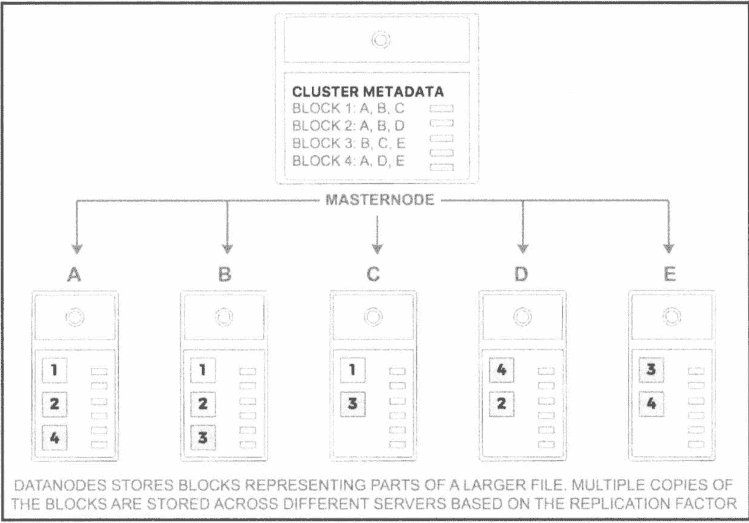 CLUSTER METADATA
BLOCK 1: A, B, C
BLOCK 2: A, B, D
BLOCK 3: B, C, E
BLOCK 4: A, D, E
MASTERNODE
A B C D E
1 1 1 4 3
2 2 3 2 4
4 3
DATANODES STORES BLOCKS REPRESENTING PARTS OF A LARGER FILE. MULTIPLE COPIES OF
THE BLOCKS ARE STORED ACROSS DIFFERENT SERVERS BASED ON THE REPLICATION FACTOR